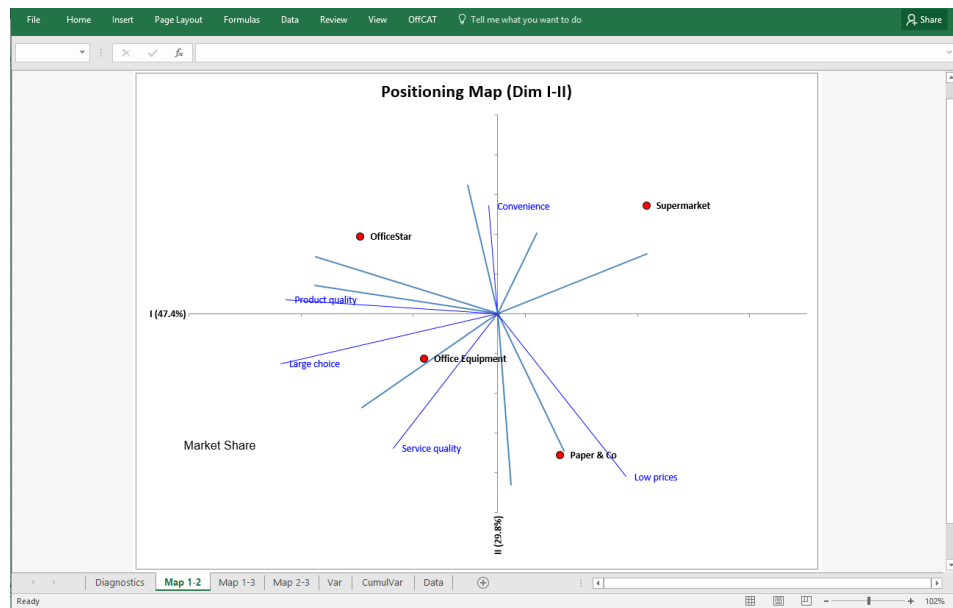 File Home Insert Page Layout Formulas Data Review View OffCAT Tell me what you want to do Share
fx
Positioning Map (Dim I-II)
Convenience
Supermarket
OfficeStar
Product quality
I (47.4%)
Large choice
Office Equipment
Market Share
Service quality
Paper & Co
Low prices
II (29.8%)
Diagnostics Map 1-2 Map 1-3 Map 2-3 Var CumulVar Data
Ready 102%